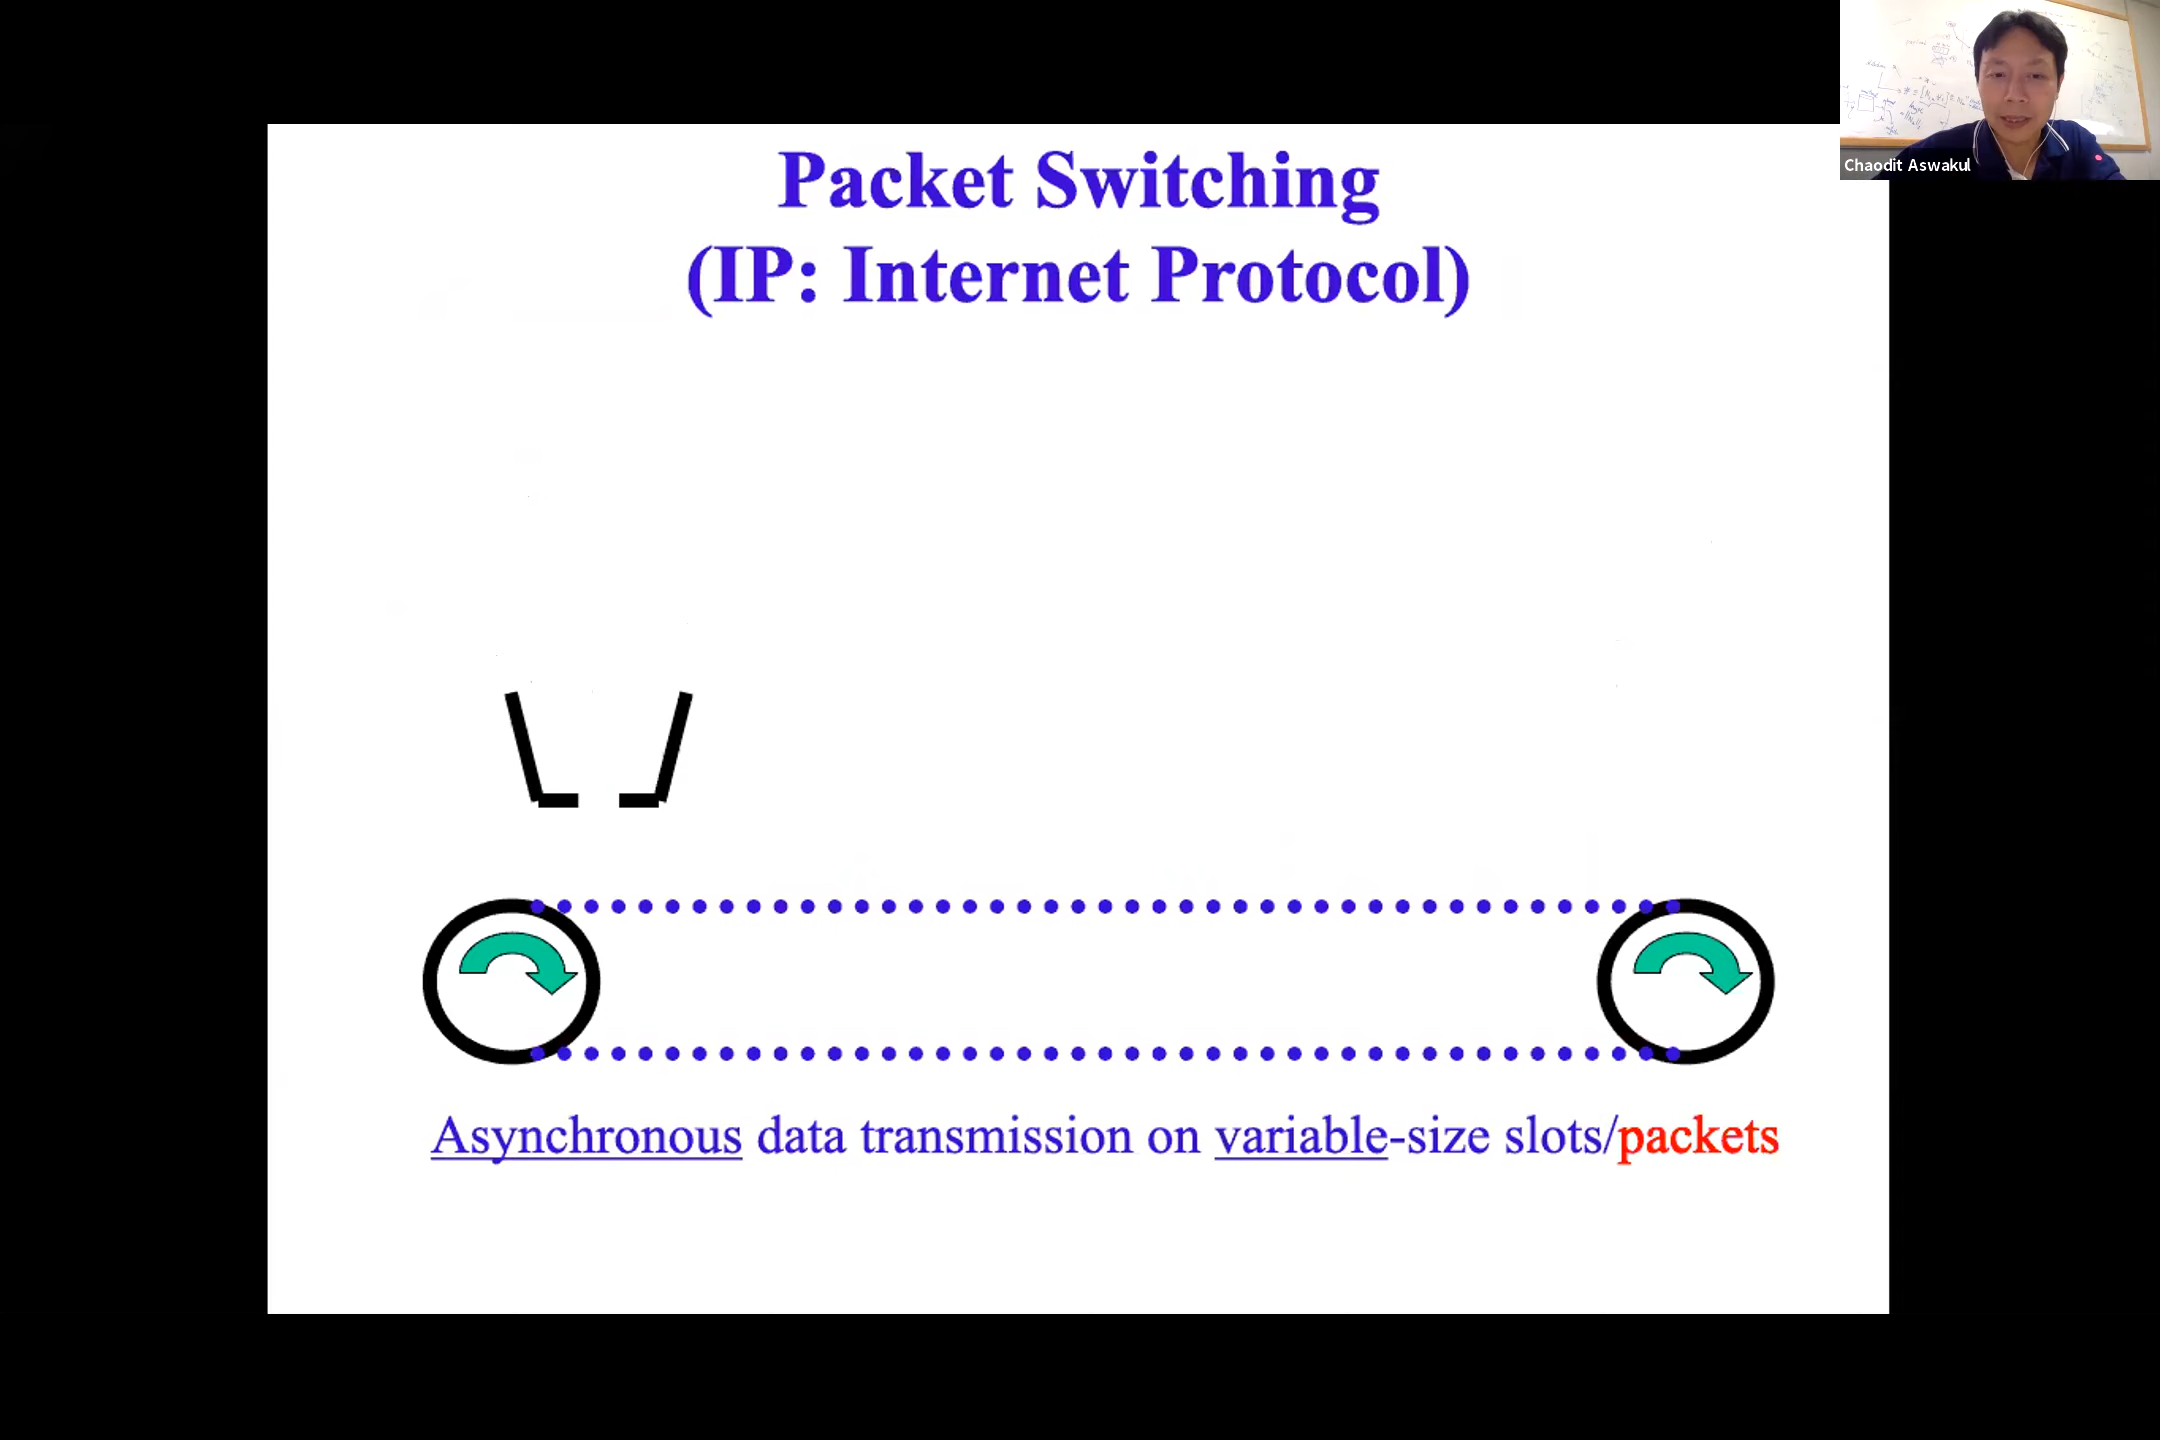 Packet Switching
(IP: Internet Protocol)
Chaodit Aswakul
Asynchronous data transmission on variable-size slots/packets